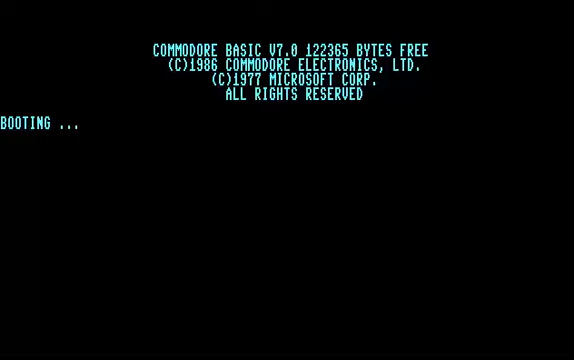 COMMODORE BASIC V7.0 122365 BYTES FREE
(C)1986 COMMODORE ELECTRONICS, LTD.
(C)1977 MICROSOFT CORP.
ALL RIGHTS RESERVED
BOOTING ...